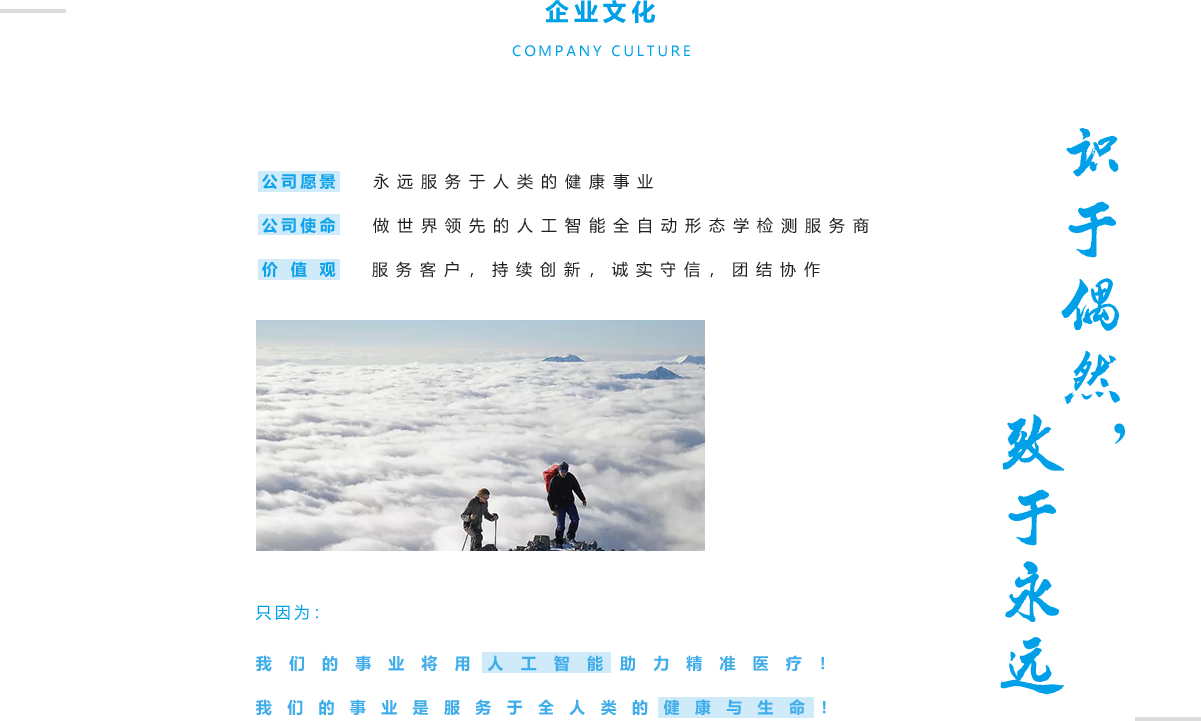 企业文化
COMPANY CULTURE
公司愿景 永远服务于人类的健康事业
公司使命 做世界领先的人工智能全自动形态学检测服务商
价值观 服务客户，持续创新，诚实守信，团结协作
识于偶然，
致于永远
只因为：
我们的事业将用人工智能助力精准医疗！
我们的事业是服务于全人类的健康与生命！